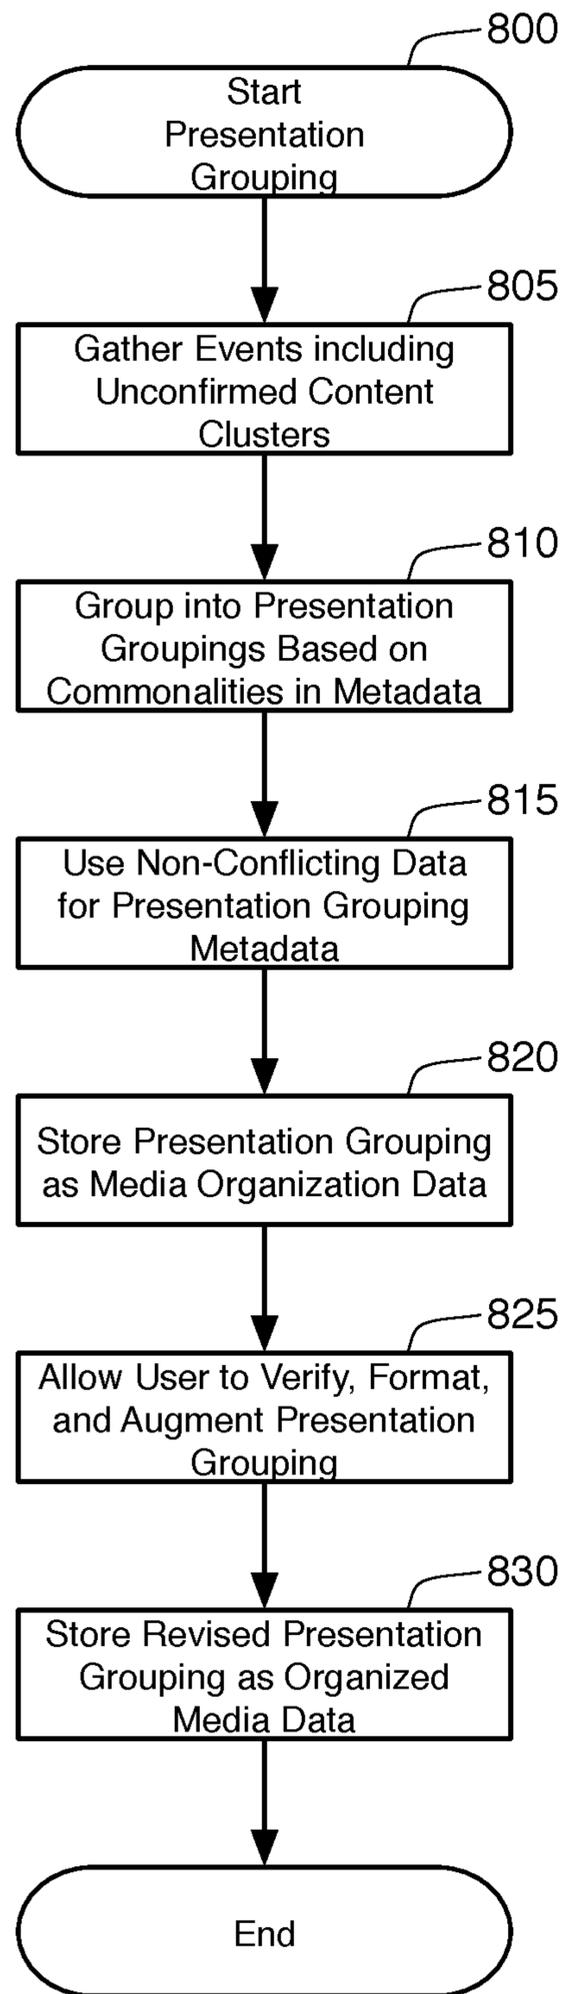 800
Start
Presentation
Grouping
805
Gather Events including
Unconfirmed Content
Clusters
810
Group into Presentation
Groupings Based on
Commonalities in Metadata
815
Use Non-Conflicting Data
for Presentation Grouping
Metadata
820
Store Presentation Grouping
as Media Organization Data
825
Allow User to Verify, Format,
and Augment Presentation
Grouping
830
Store Revised Presentation
Grouping as Organized
Media Data
End